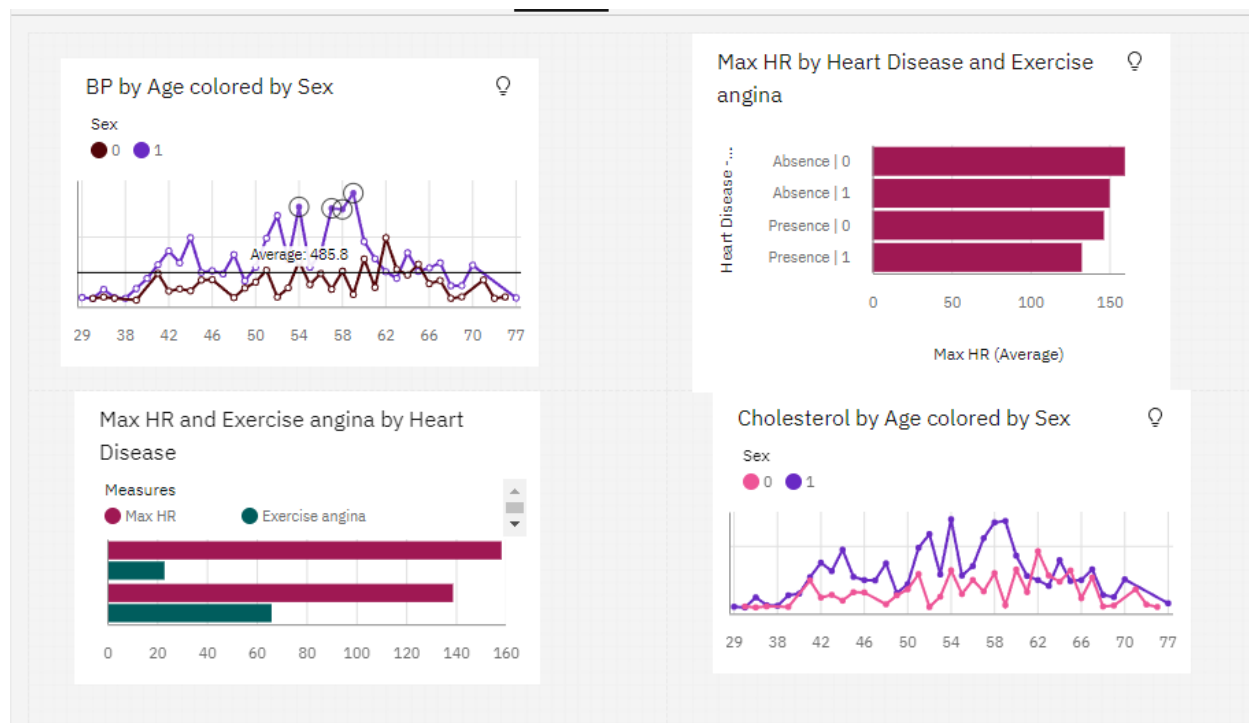 BP by Age colored by Sex
Sex
0 1
Average: 485.8
29 38 42 46 50 54 58 62 66 70 77
Max HR by Heart Disease and Exercise
angina
Heart Disease -...
Absence | 0
Absence | 1
Presence | 0
Presence | 1
0 50 100 150
Max HR (Average)
Max HR and Exercise angina by Heart
Disease
Measures
Max HR Exercise angina
0 20 40 60 80 100 120 140 160
Cholesterol by Age colored by Sex
Sex
0 1
29 38 42 46 50 54 58 62 66 70 77